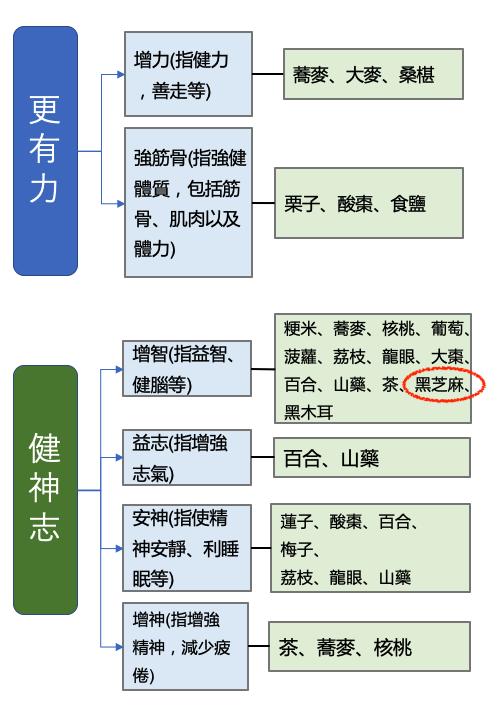 更有力
增力(指健力
，善走等)
蕎麥、大麥、桑椹
強筋骨(指強健
體質，包括筋
骨、肌肉以及
體力)
栗子、酸棗、食鹽
健神志
增智(指益智、
健腦等)
粳米、蕎麥、核桃、葡萄、
菠蘿、荔枝、龍眼、大棗、
百合、山藥、茶、黑芝麻、
黑木耳
益志(指增強
志氣)
百合、山藥
安神(指使精
神安靜、利睡
眠等)
蓮子、酸棗、百合、
梅子、
荔枝、龍眼、山藥
增神(指增強
精神，減少疲
倦)
茶、蕎麥、核桃